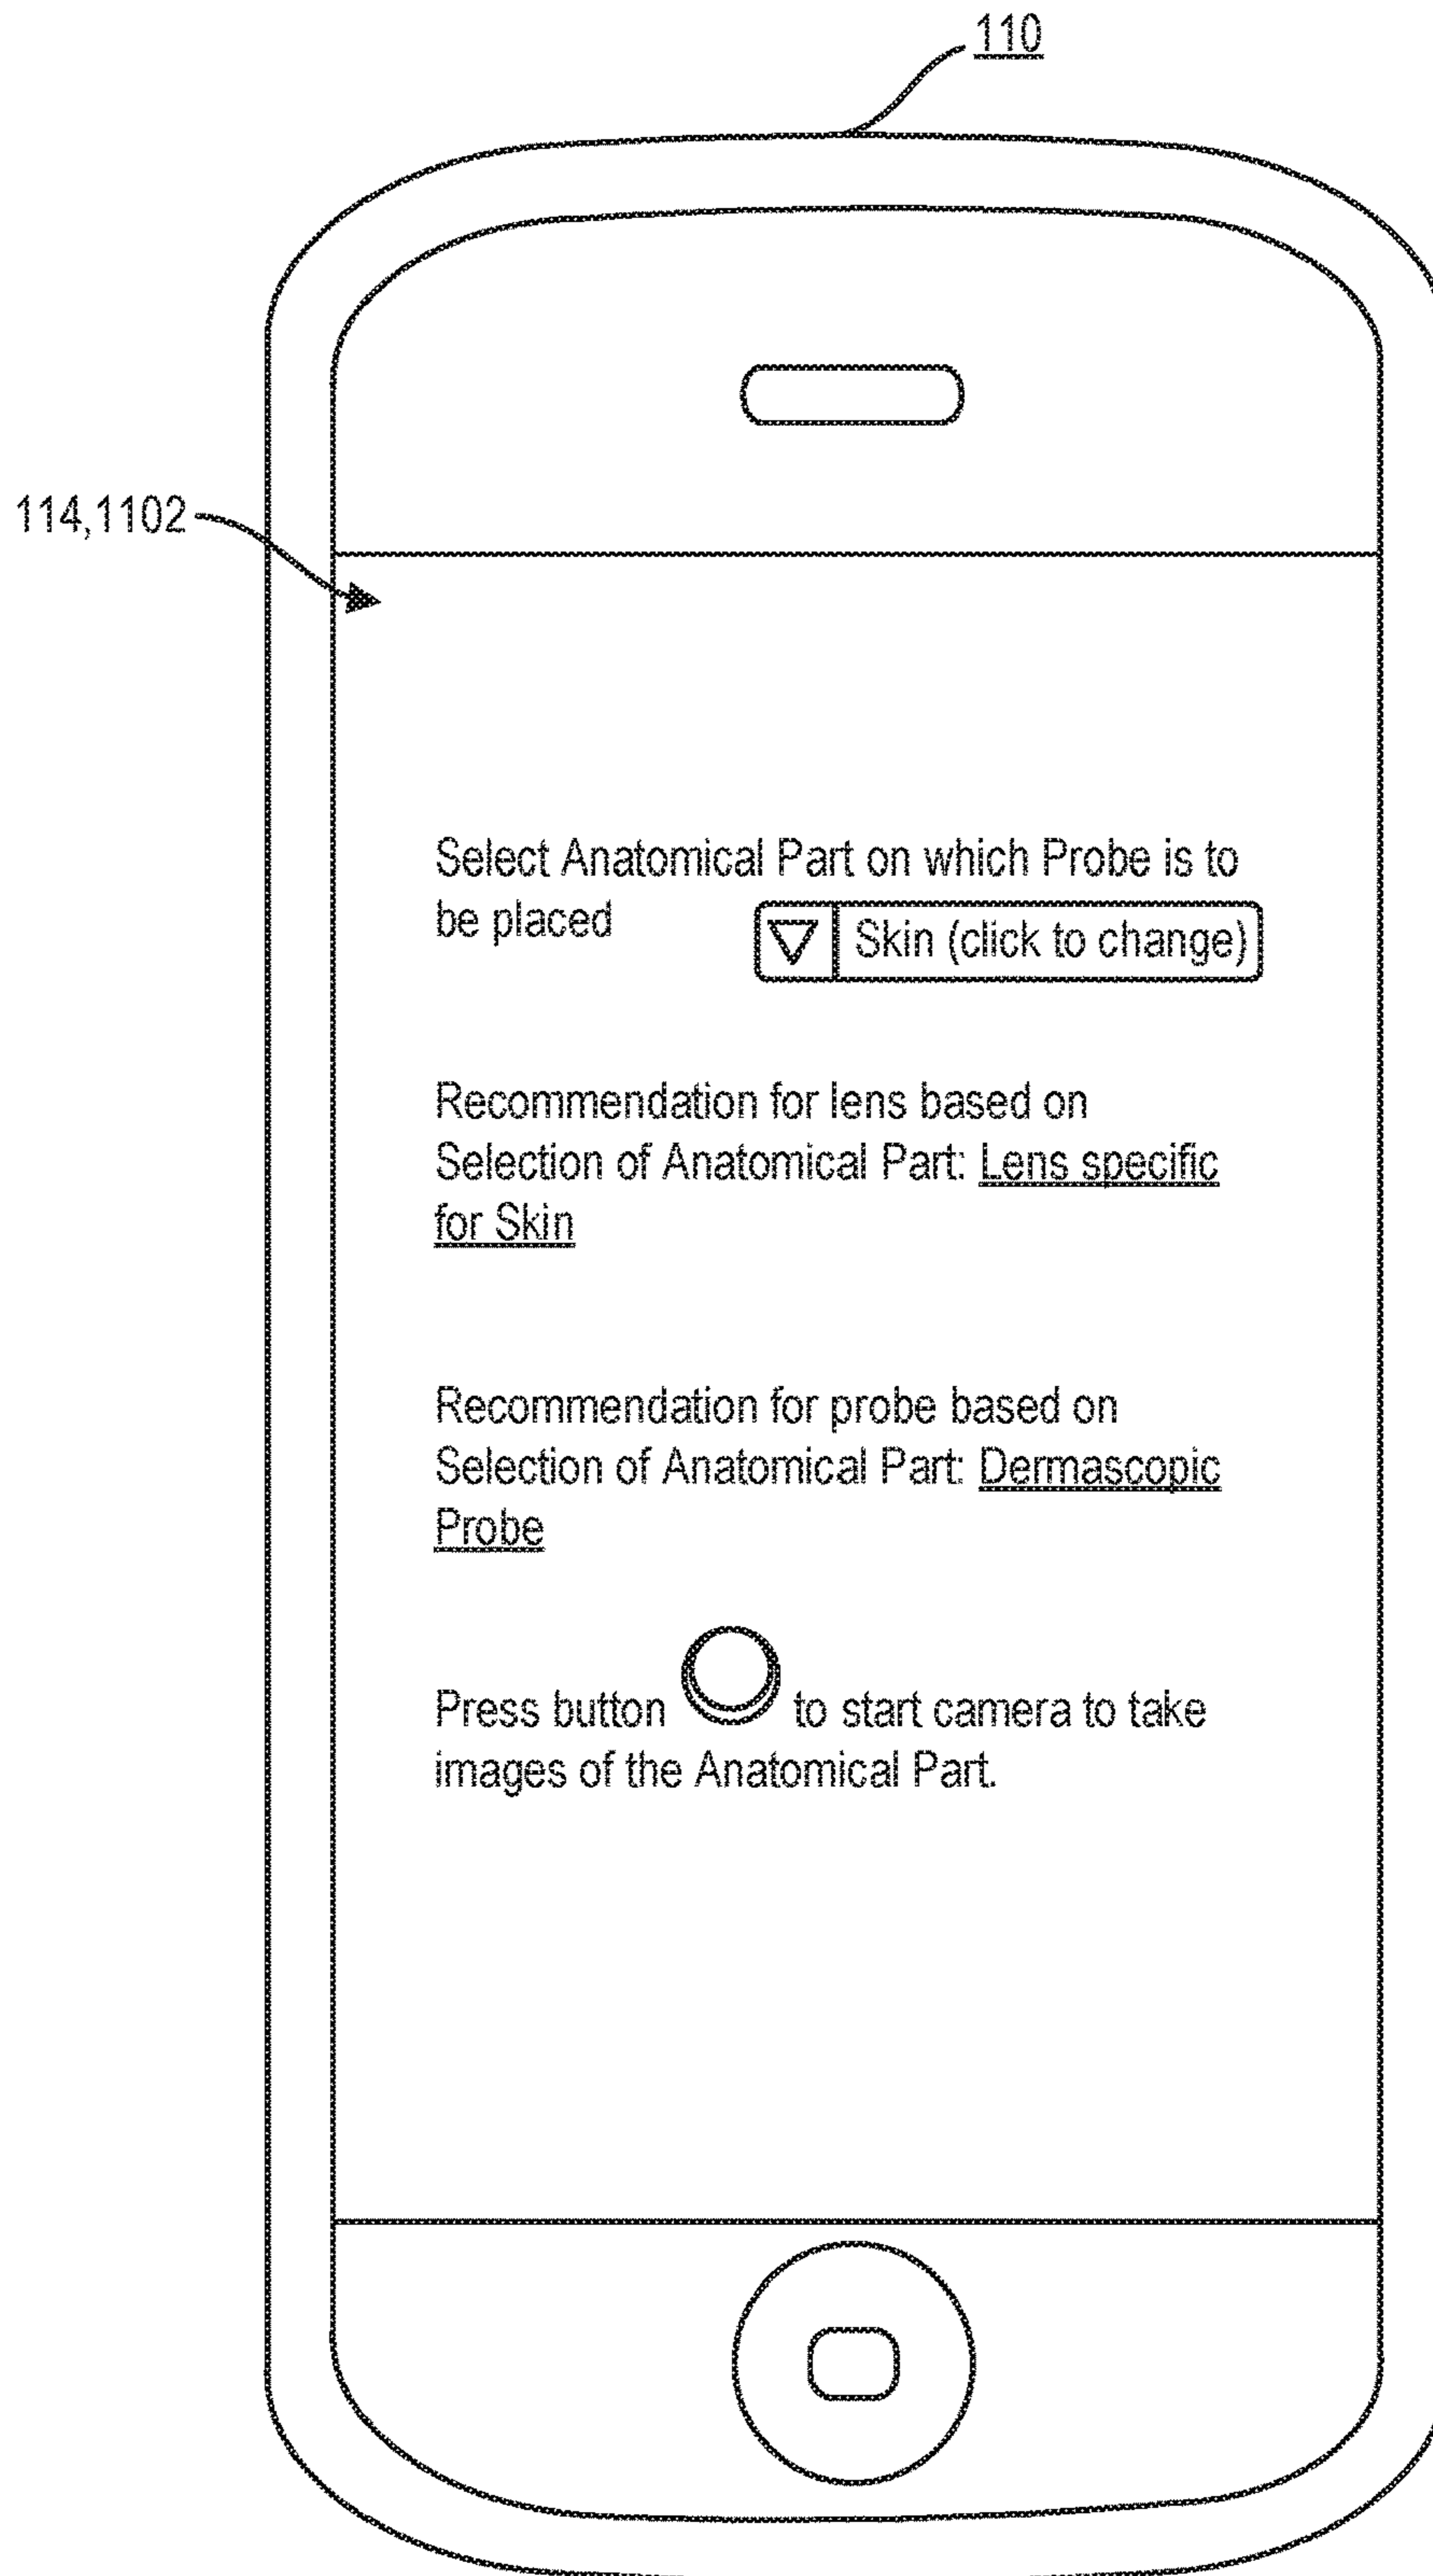 110
114,1102
Select Anatomical Part on which Probe is to
be placed
Skin (click to change)
Recommendation for lens based on
Selection of Anatomical Part: Lens specific
for Skin
Recommendation for probe based on
Selection of Anatomical Part: Dermascopic
Probe
Press button to start camera to take
images of the Anatomical Part.